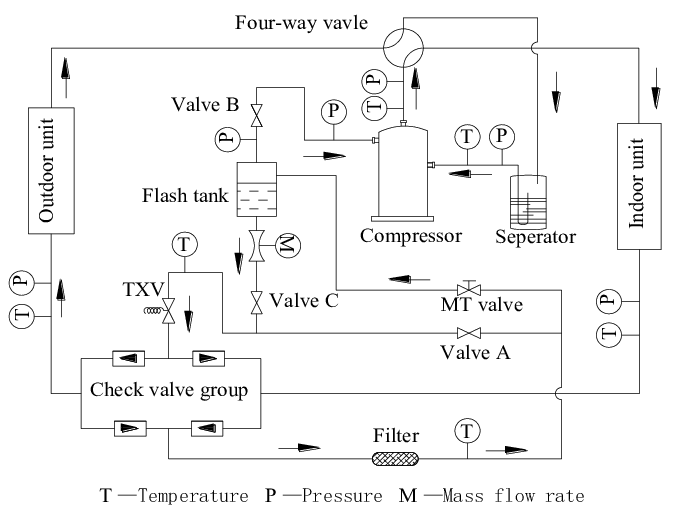 Four-way vavle
P
T
Valve B
P
P
T
P
Outdoor unit
Indoor unit
Flash tank
Compressor
Seperator
M
T
TXV
Valve C
MT valve
P
T
P
T
Valve A
Check valve group
Filter
T
T —Temperature P —Pressure M —Mass flow rate